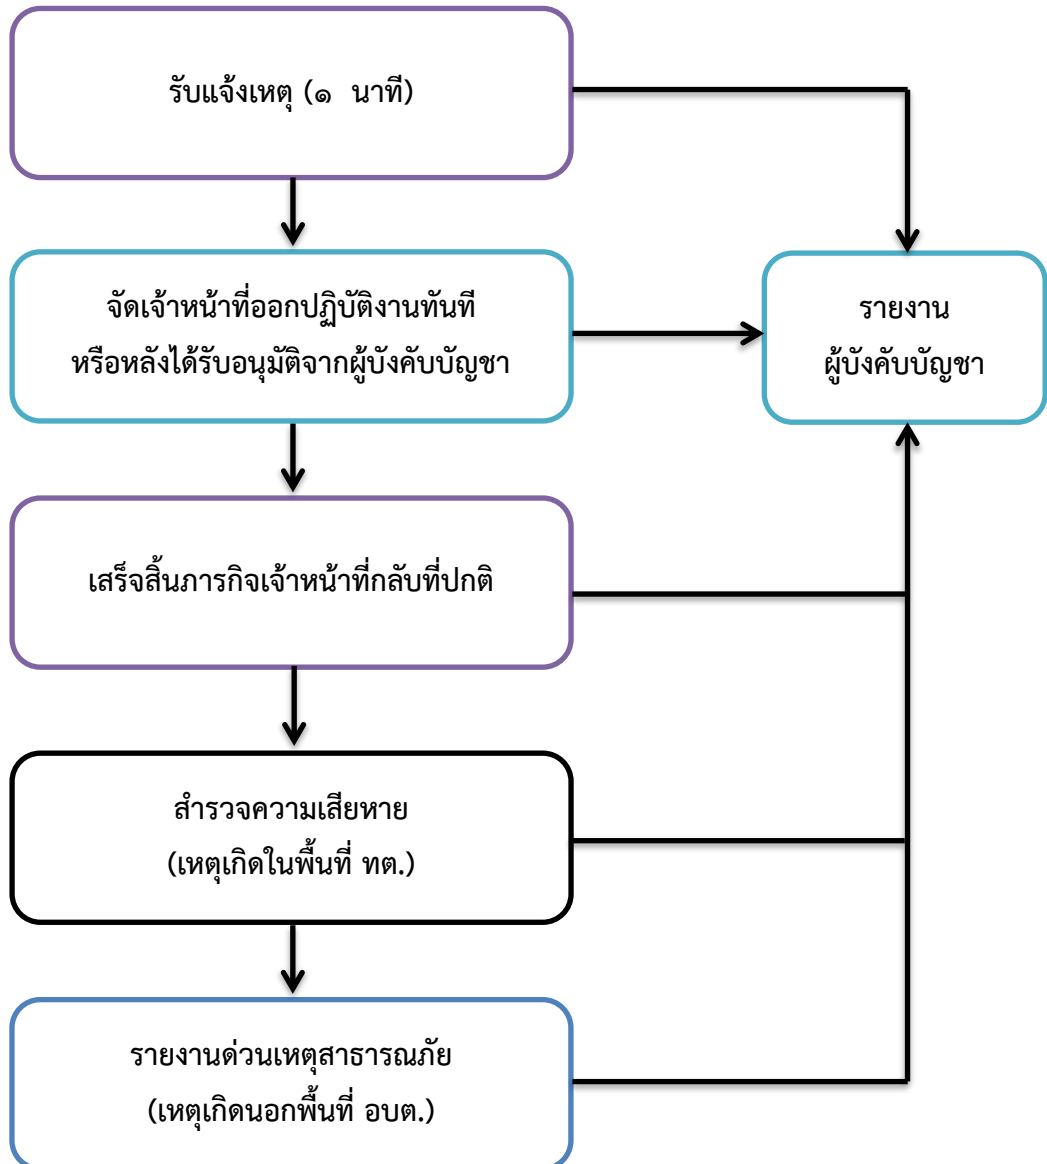 รับแจ้งเหตุ (๑  นาที)
จัดเจ้าหน้าที่ออกปฏิบัติงานทันที
หรือหลังได้รับอนุมัติจากผู้บังคับบัญชา
รายงาน
ผู้บังคับบัญชา
เสร็จสิ้นภารกิจเจ้าหน้าที่กลับที่ปกติ
สำรวจความเสียหาย
(เหตุเกิดในพื้นที่ ทต.)
รายงานด่วนเหตุสาธารณภัย
(เหตุเกิดนอกพื้นที่ อบต.)